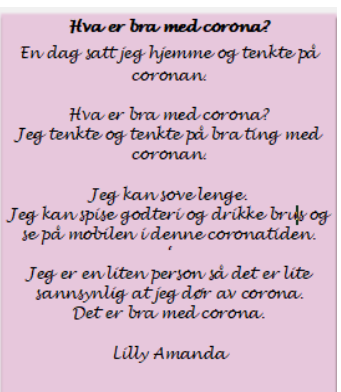 Hva er bra med corona?
En dag satt jeg hjemme og tenkte på
coronan.
Hva er bra med corona?
Jeg tenkte og tenkte på bra ting med
coronan.
Jeg kan sove lenge.
Jeg kan spise godteri og drikke brus og
se på mobilen i denne coronatiden.
‘
Jeg er en liten person så det er lite
sannsynlig at jeg dør av corona.
Det er bra med corona.
Lilly Amanda